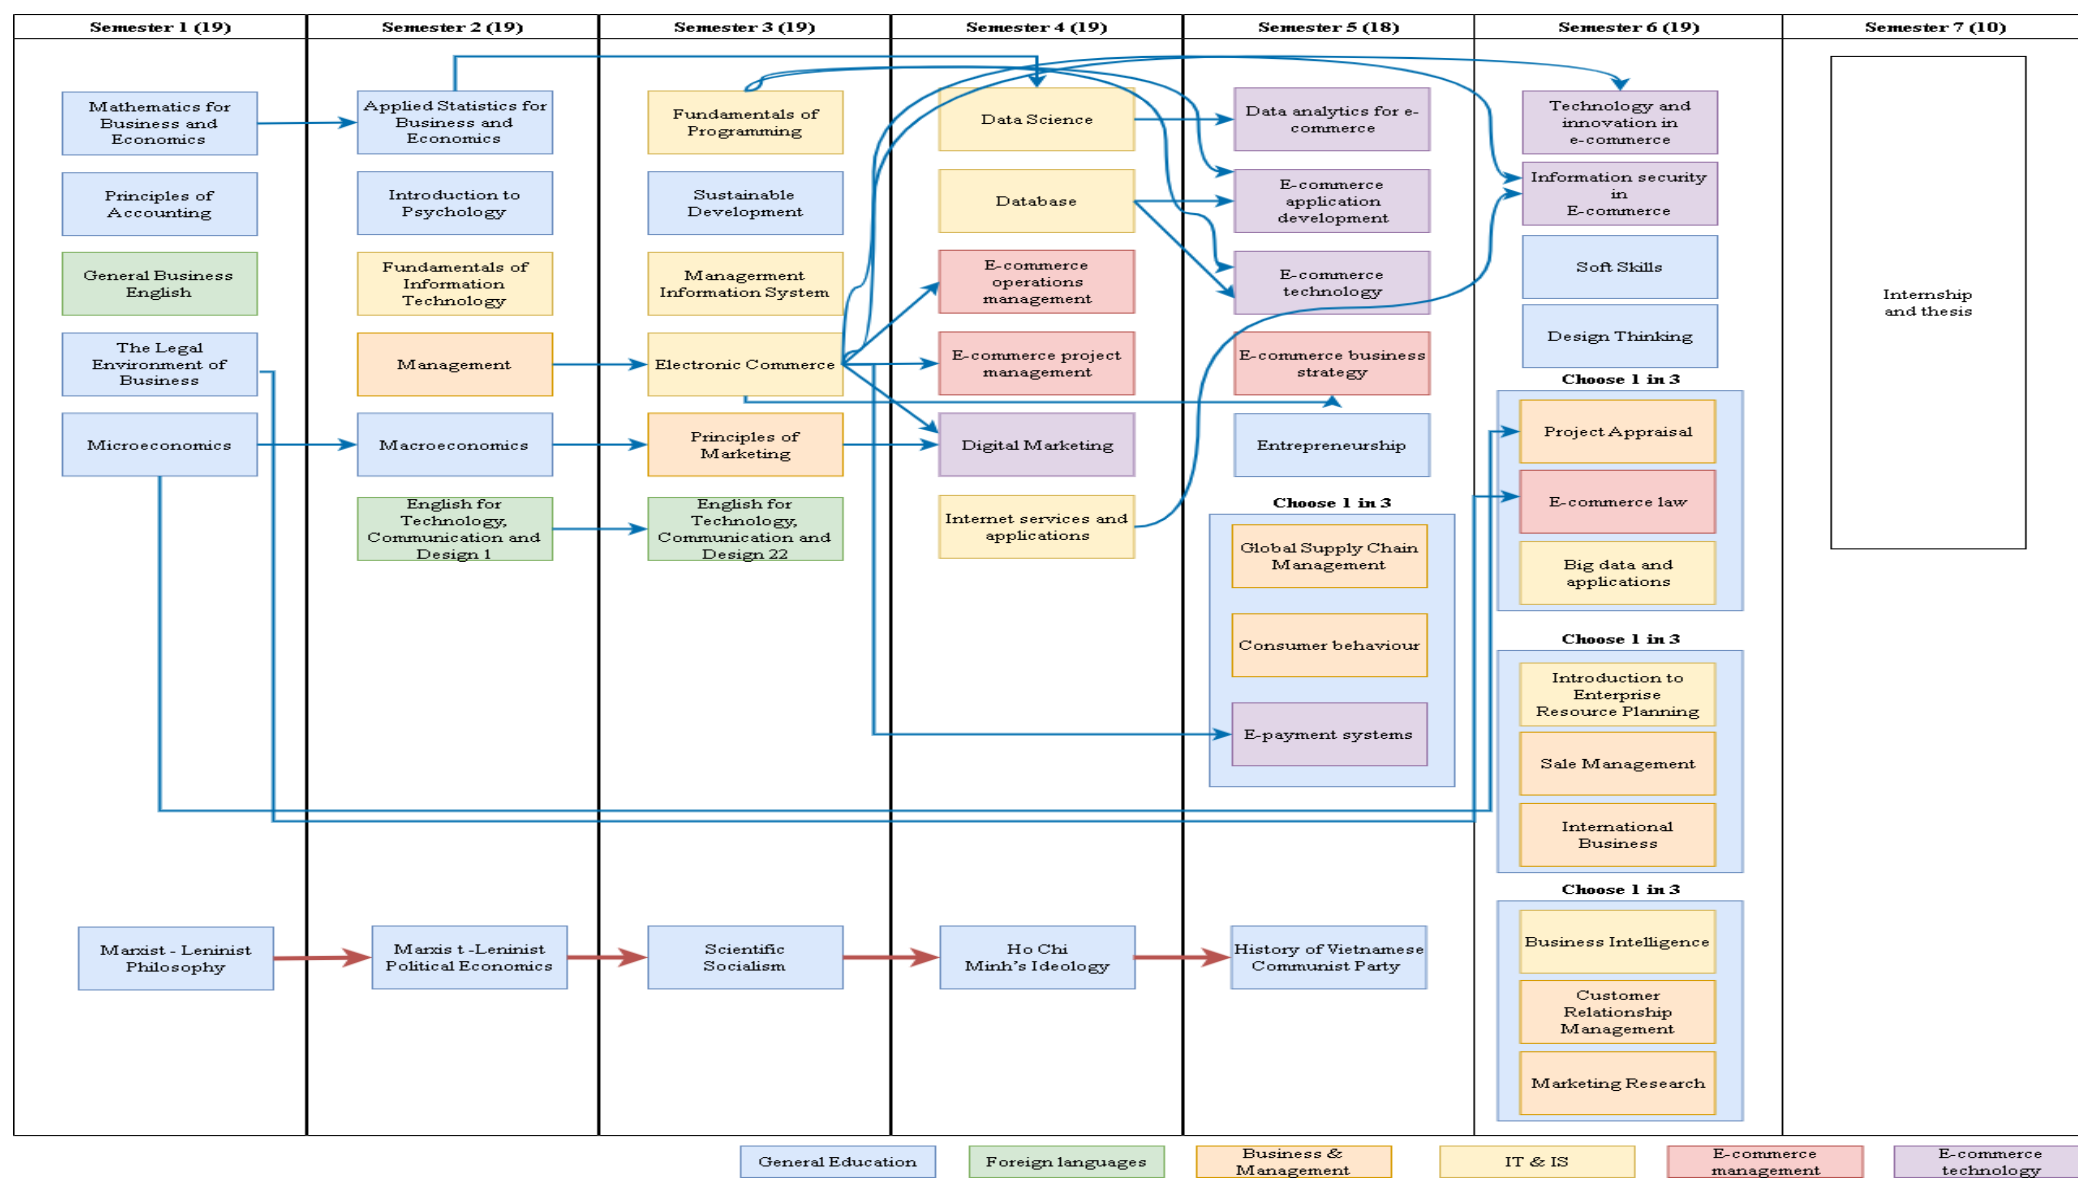 Semester 1 (19)
Semester 2 (19)
Semester 3 (19)
Semester 4 (19)
Semester 5 (18)
Semester 6 (19)
Semester 7 (10)
Mathematics for
Business and
Economics
Principles of
Accounting
General Business
English
The Legal
Environment of
Business
Microeconomics
Marxist - Leninist
Philosophy
Applied Statistics for
Business and
Economics
Introduction to
Psychology
Fundamentals of
Information
Technology
Management
Macroeconomics
English for
Technology,
Communication and
Design 1
Marxis t -Leninist
Political Economics
Fundamentals of
Programming
Sustainable
Development
Managerment
Information System
Electronic Commerce
Principles of
Marketing
English for
Technology,
Communication and
Design 22
Scientific
Socialism
Data Science
Database
E-commerce
operations
management
E-commerce project
management
Digital Marketing
Internet services and
applications
Ho Chi
Minh's Ideology
Data analytics for e-
commerce
E-commerce
application
development
E-commerce
technology
E-commerce business
strategy
Entrepreneurship
Choose 1 in 3
Global Supply Chain
Management
Consumer behaviour
E-payment systems
History of Vietnamese
Communist Party
Technology and
innovation in
e-commerce
Information security
in
E-commerce
Soft Skills
Design Thinking
Choose 1 in 3
Project Appraisal
E-commerce law
Big data and
applications
Choose 1 in 3
Introduction to
Enterprise
Resource Planning
Sale Management
International
Business
Choose 1 in 3
Business Intelligence
Customer
Relationship
Management
Marketing Research
Internship
and thesis
General Education
Foreign languages
Business &
Management
IT & IS
E-commerce
management
E-commerce
technology